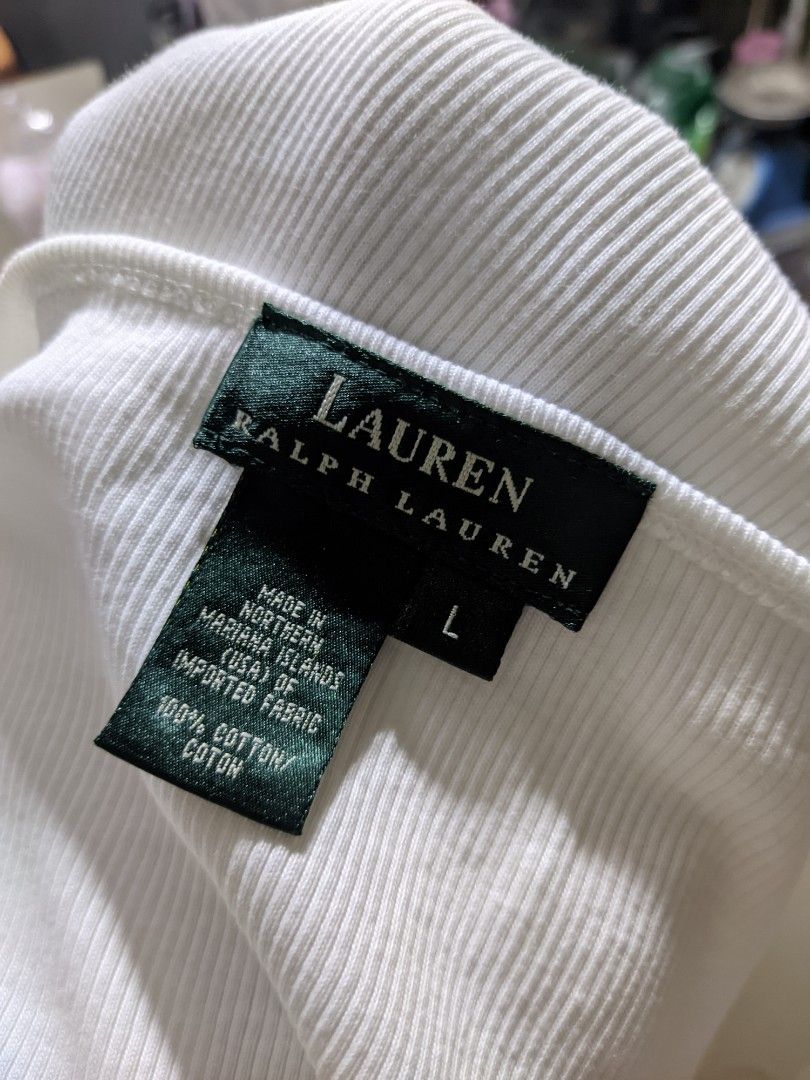 LAUREN
RALPH LAUREN
L
MADE IN
NORTHERN
MARIANA ISLANDS
(USA) OF
IMPORTED FABRIC
100% COTTON/
COTON